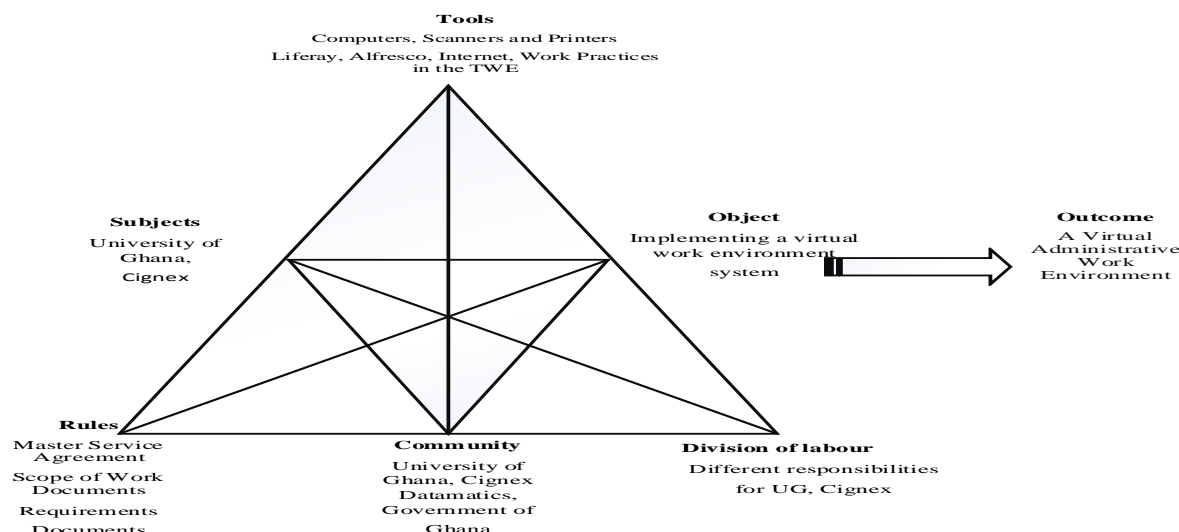 Tools
Computers, Scanners and Printers
Liferay, Alfresco, Internet, Work Practices
in the TWE
Subjects
University of
Ghana,
Cignex
Object
Implementing a virtual
work environment
system
Outcome
A Virtual
Administrative
Work
Environment
Rules
Master Service
Agreement
Scope of Work
Documents
Requirements
Documents
Community
University of
Ghana, Cignex
Datamatics,
Government of
Ghana
Division of labour
Different responsibilities
for UG, Cignex